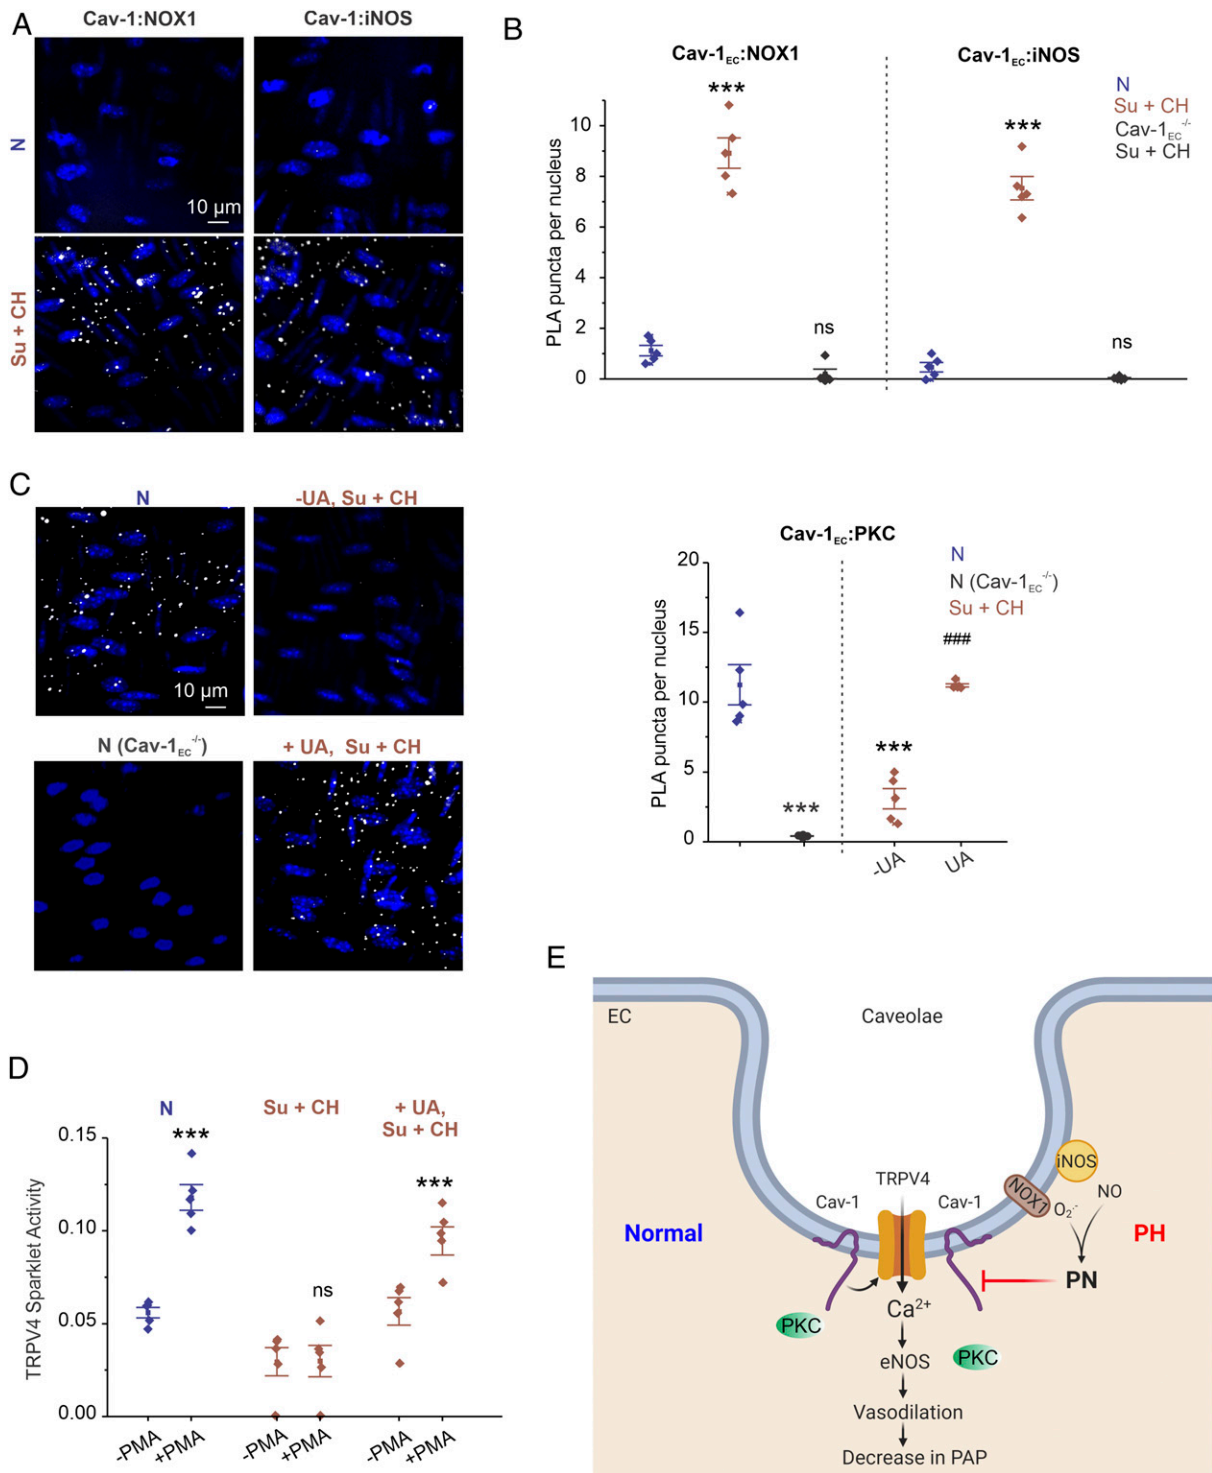 A
Cav-1:NOX1
Cav-1:iNOS
N
10 µm
Su + CH
B
Cav-1EC:NOX1
Cav-1EC:iNOS
***
***
N
Su + CH
Cav-1EC-/-
Su + CH
PLA puncta per nucleus
10
8
6
4
2
0
ns
ns
C
N
-UA, Su + CH
10 µm
N (Cav-1EC-/-)
+ UA, Su + CH
Cav-1EC:PKC
N
N (Cav-1EC-/-)
Su + CH
PLA puncta per nucleus
20
15
10
5
0
***
***
###
-UA
UA
D
N
Su + CH
+ UA,
Su + CH
***
ns
***
TRPV4 Sparklet Activity
0.15
0.10
0.05
0.00
-PMA
+PMA
-PMA
+PMA
-PMA
+PMA
E
EC
Caveolae
iNOS
TRPV4
NOX1
NO
Cav-1
Cav-1
O2.-
Normal
PH
PN
Ca2+
PKC
eNOS
PKC
Vasodilation
Decrease in PAP